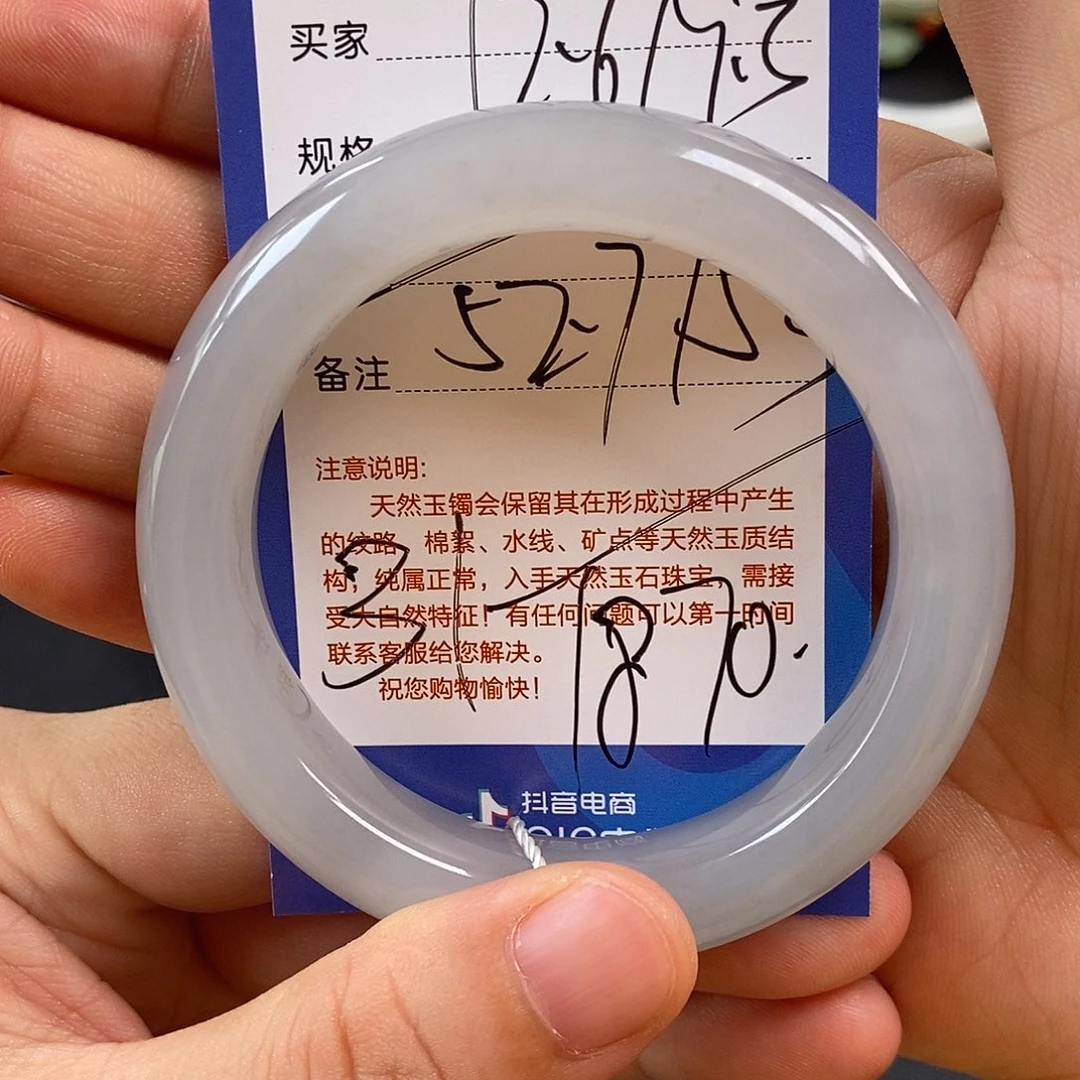 买家
规格
52.7
备注
注意说明:
天然玉镯会保留其在形成过程中产生
的纹路、棉絮、水线、矿点等天然玉质结
构，纯属正常，入手天然玉石珠宝，需接
受大自然特征！有任何问题可以第一时间
联系客服给您解决。
祝您购物愉快！
31-1870.
抖音电商